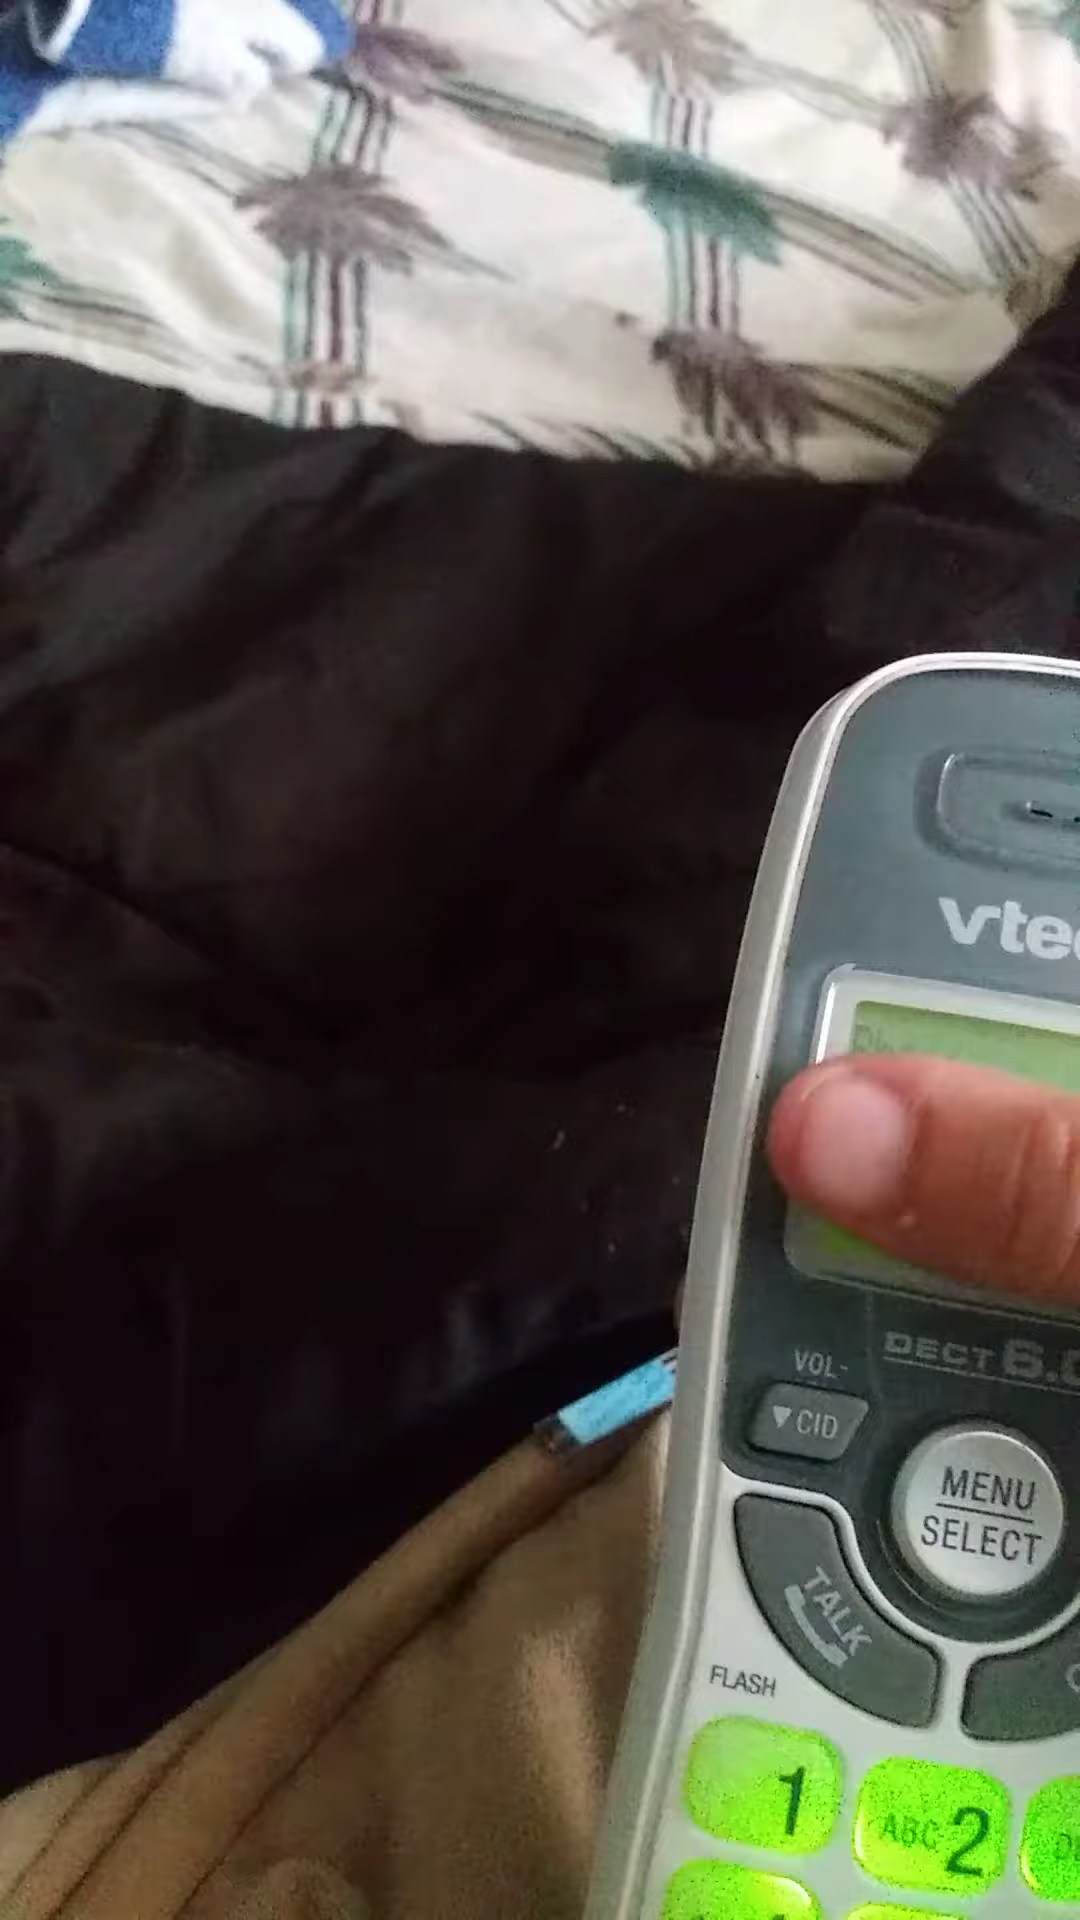 vtec
DECT 6.0
VOL-
▼CID
MENU
SELECT
TALK
FLASH
1
ABC 2